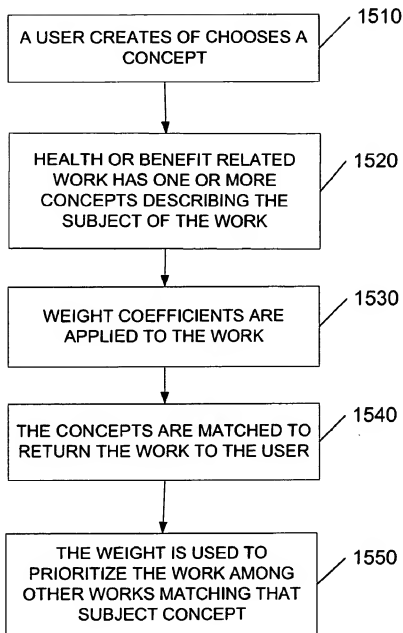 A USER CREATES OF CHOOSES A
CONCEPT
1510
HEALTH OR BENEFIT RELATED
WORK HAS ONE OR MORE
CONCEPTS DESCRIBING THE
SUBJECT OF THE WORK
1520
WEIGHT COEFFICIENTS ARE
APPLIED TO THE WORK
1530
THE CONCEPTS ARE MATCHED TO
RETURN THE WORK TO THE USER
1540
THE WEIGHT IS USED TO
PRIORITIZE THE WORK AMONG
OTHER WORKS MATCHING THAT
SUBJECT CONCEPT
1550